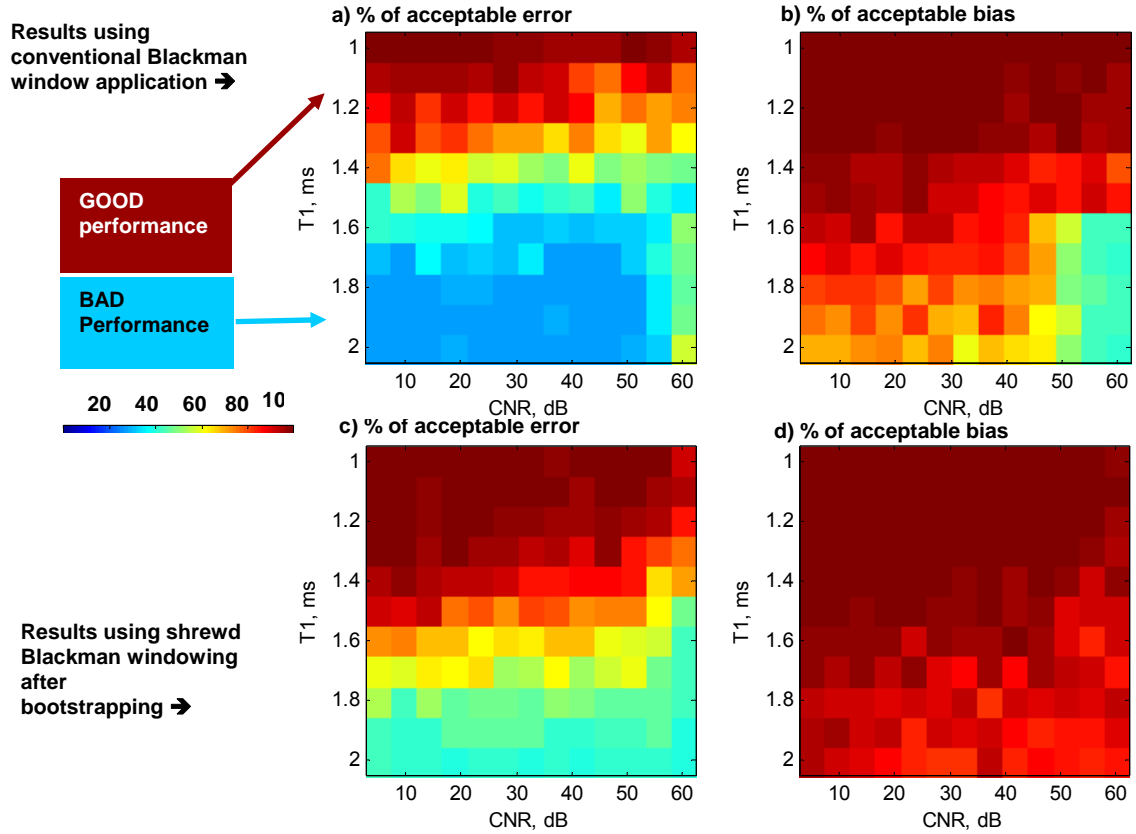 Results using
conventional Blackman
window application ➔
GOOD
performance
BAD
Performance
20 40 60 80 10
Results using shrewd
Blackman windowing
after
bootstrapping ➔
a) % of acceptable error
1
1.2
1.4
1.6
1.8
2
T1, ms
10 20 30 40 50 60
CNR, dB
b) % of acceptable bias
1
1.2
1.4
1.6
1.8
2
T1, ms
10 20 30 40 50 60
CNR, dB
c) % of acceptable error
1
1.2
1.4
1.6
1.8
2
T1, ms
10 20 30 40 50 60
CNR, dB
d) % of acceptable bias
1
1.2
1.4
1.6
1.8
2
T1, ms
10 20 30 40 50 60
CNR, dB